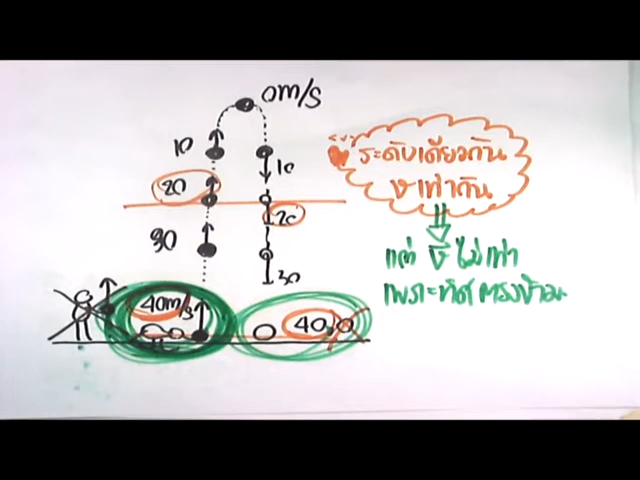 0m/s
10
10
20
20
30
30
40m/s
40
ระดับเดียวกัน
v เท่ากัน
แต่ v ไม่เท่า
เพราะทิศตรงข้าม